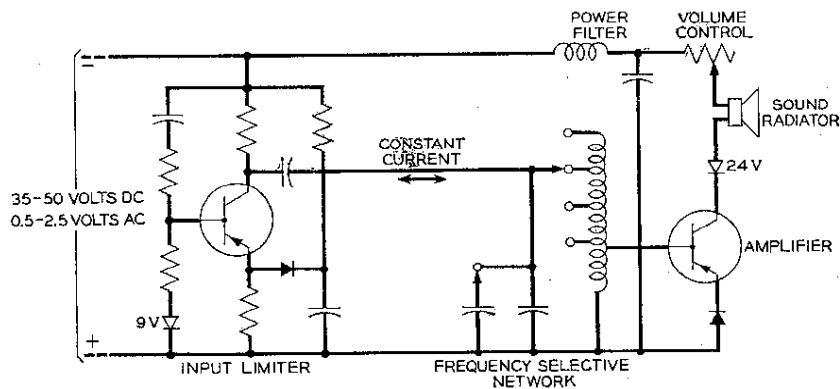 POWER
FILTER
VOLUME
CONTROL
−
SOUND
RADIATOR
CONSTANT
CURRENT
24 V
35-50 VOLTS DC
0.5-2.5 VOLTS AC
AMPLIFIER
9 V
+
INPUT LIMITER
FREQUENCY SELECTIVE
NETWORK